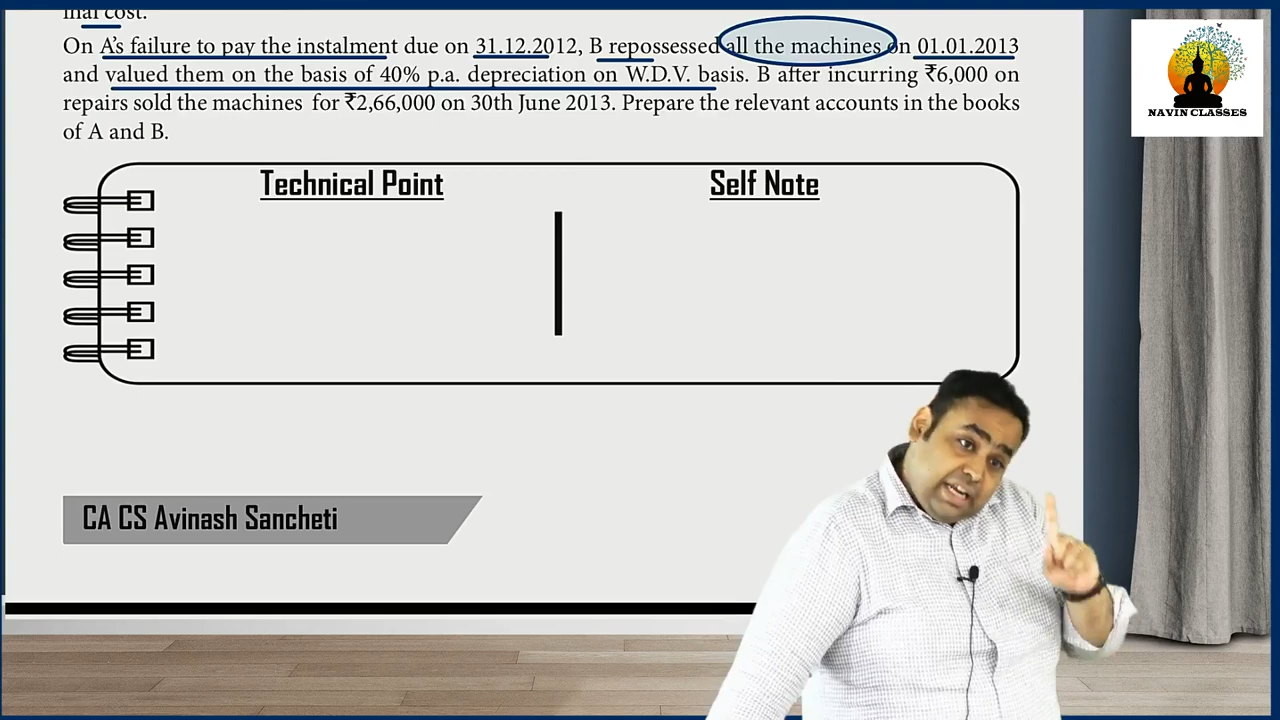 inal cost.
On A's failure to pay the instalment due on 31.12.2012, B repossessed all the machines on 01.01.2013
and valued them on the basis of 40% p.a. depreciation on W.D.V. basis. B after incurring ₹6,000 on
repairs sold the machines for ₹2,66,000 on 30th June 2013. Prepare the relevant accounts in the books
of A and B.
Technical Point
Self Note
CA CS Avinash Sancheti
NAVIN CLASSES